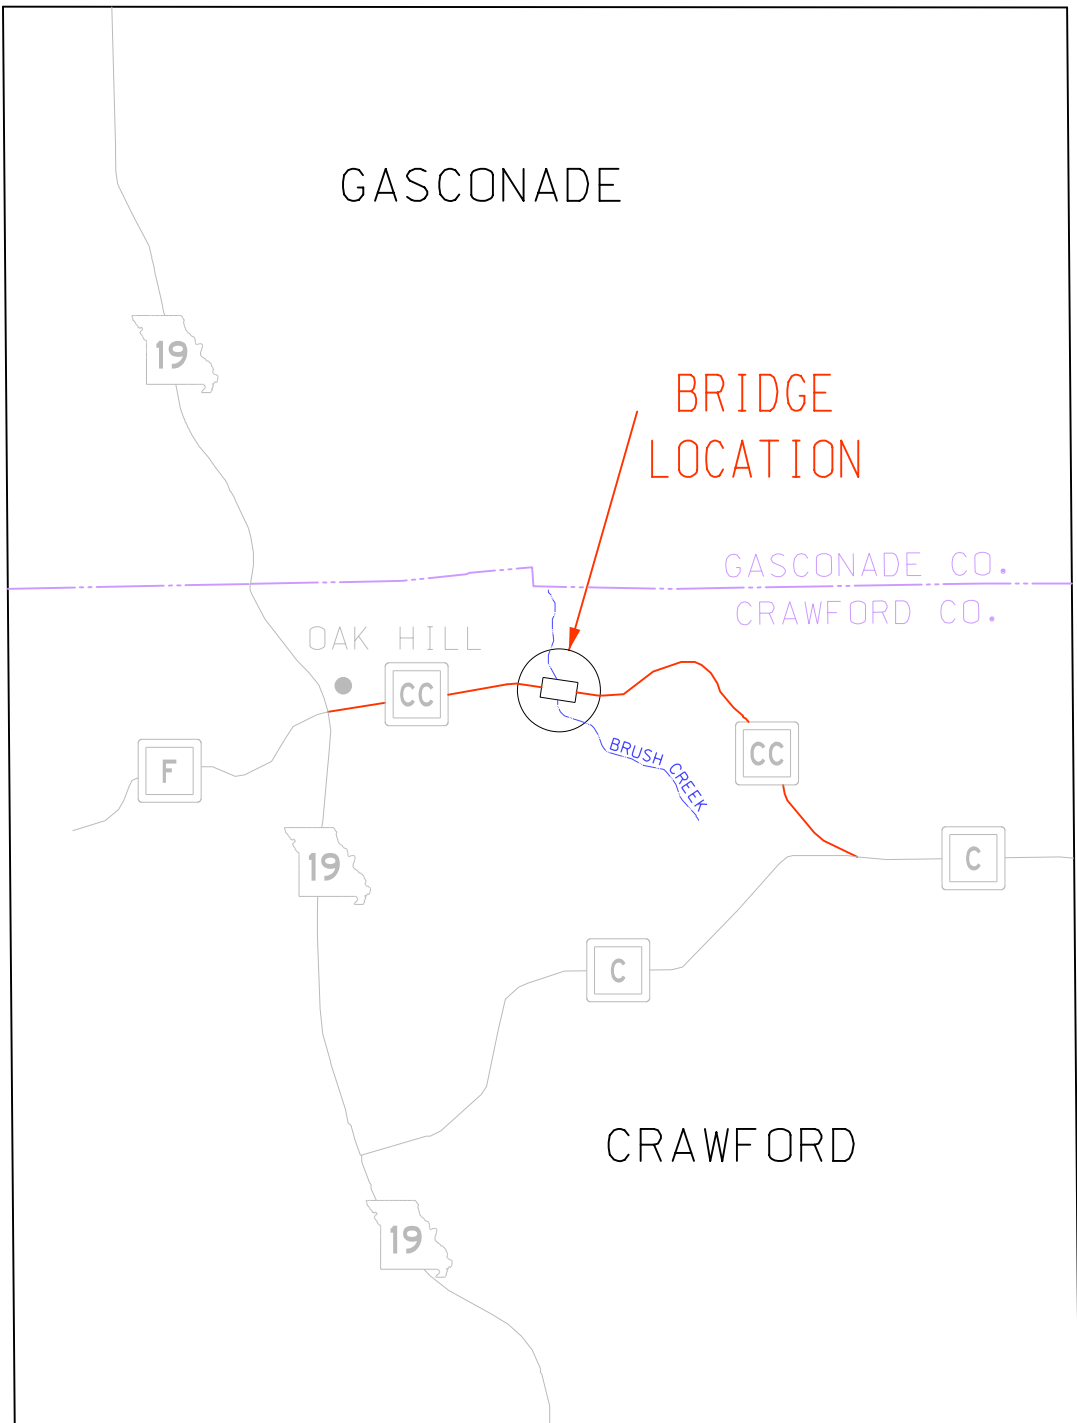 GASCONADE
19
BRIDGE
LOCATION
GASCONADE CO.
CRAWFORD CO.
OAK HILL
CC
BRUSH CREEK
CC
F
19
C
C
CRAWFORD
19